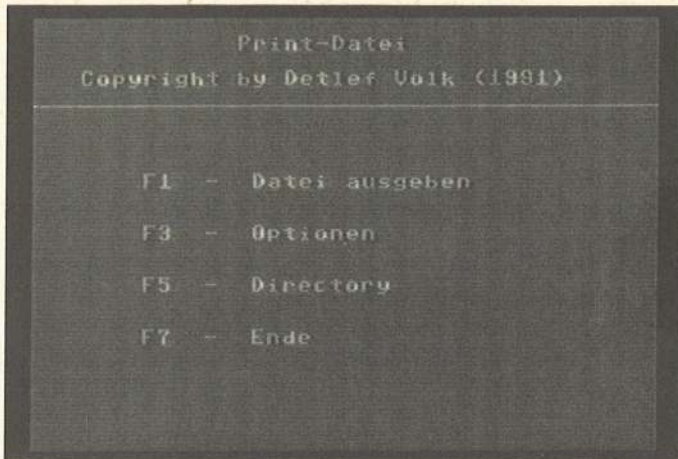 Print-Datei
Copyright by Detlef Volk (1991)
F1 - Datei ausgeben
F3 - Optionen
F5 - Directory
F7 - Ende